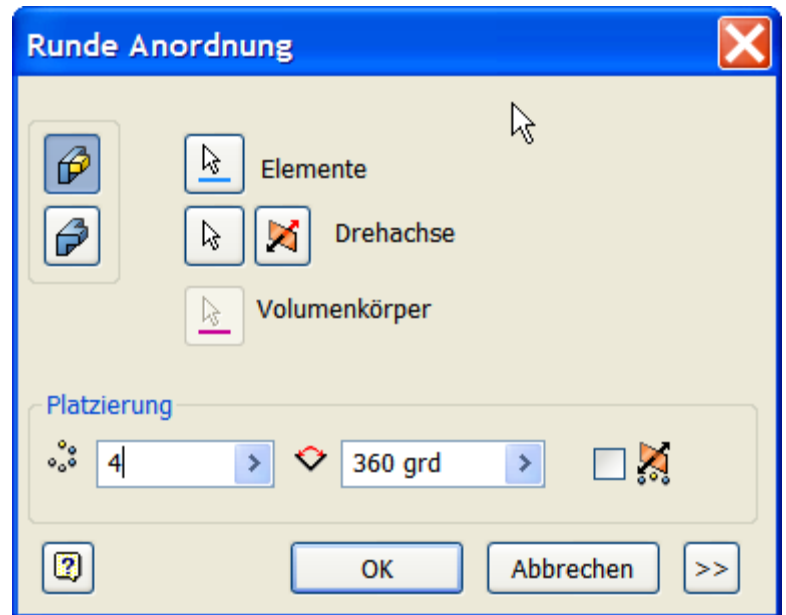 Runde Anordnung
Elemente
Drehachse
Volumenkörper
Platzierung
4 360 grd
OK Abbrechen >>